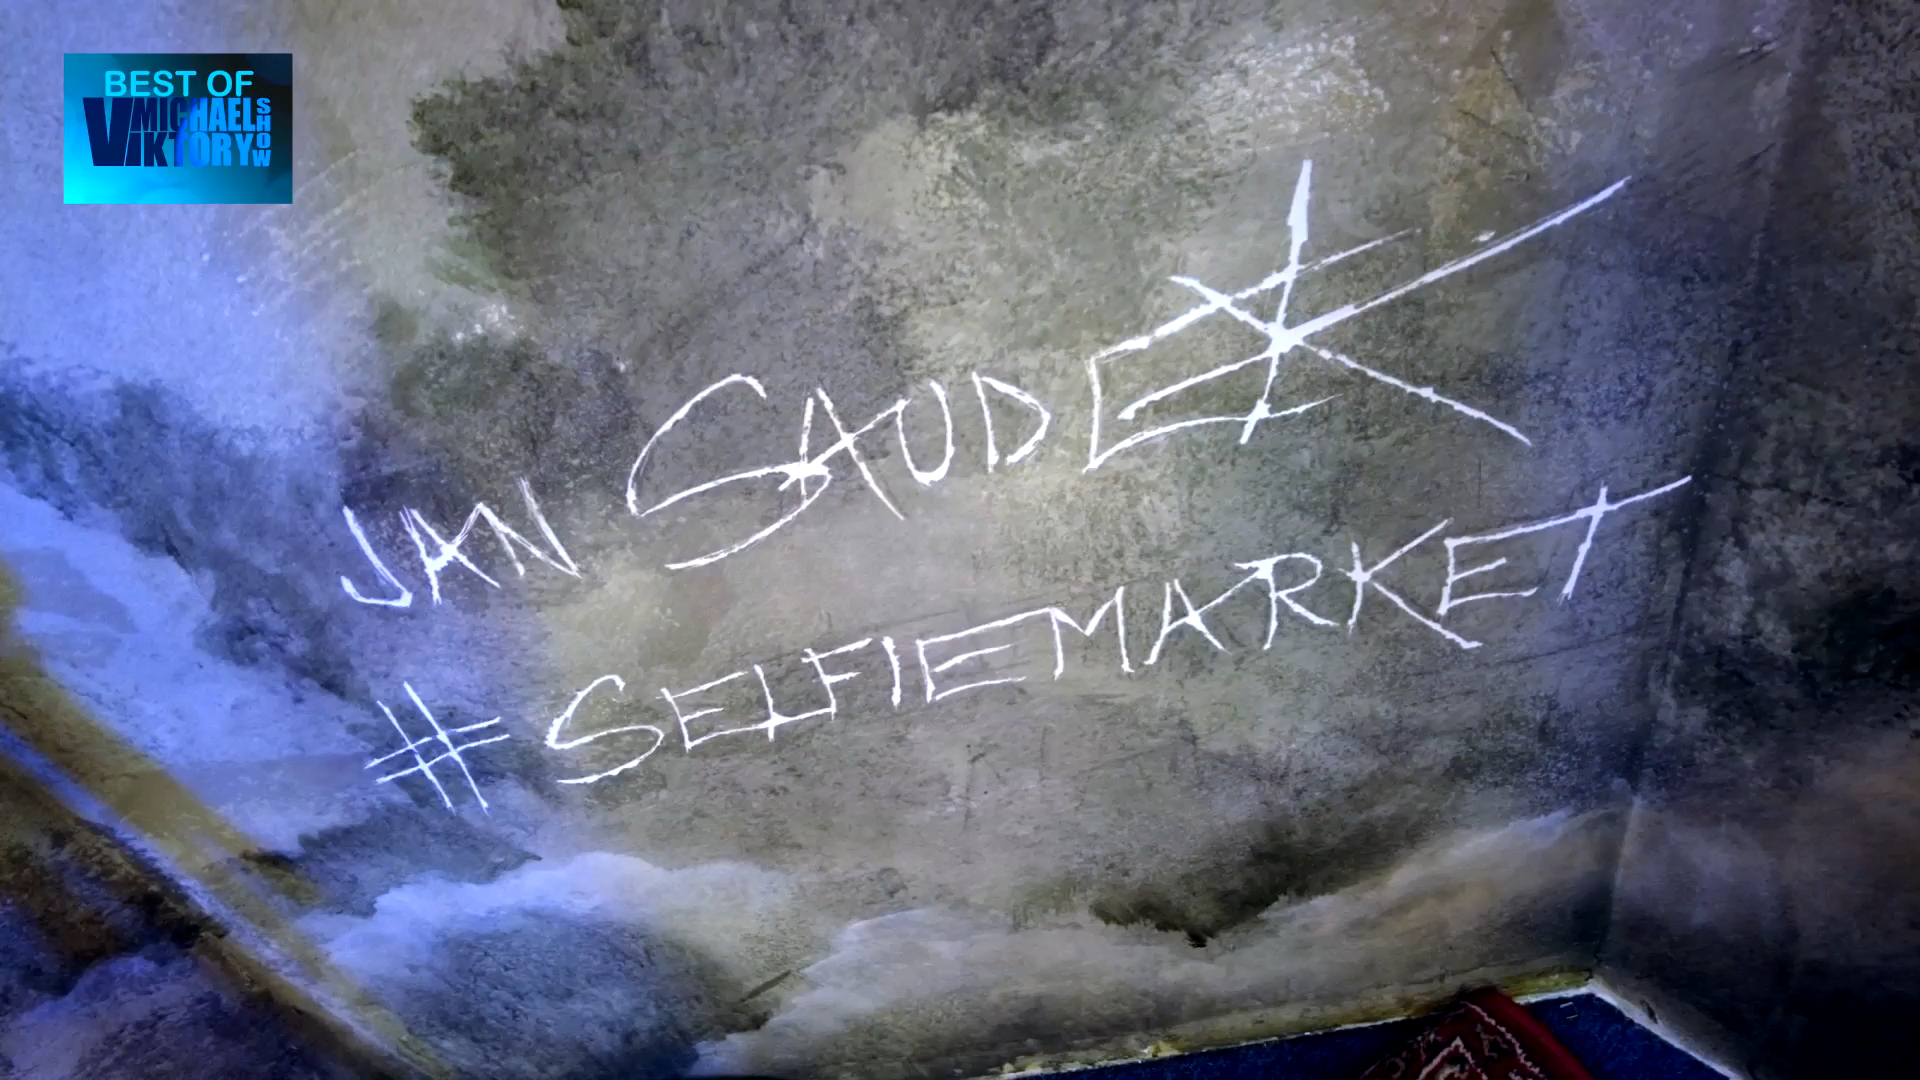 BEST OF
MICHAEL
VIKTORY
SHOW
JAN SAUDEK
#SELFIEMARKET